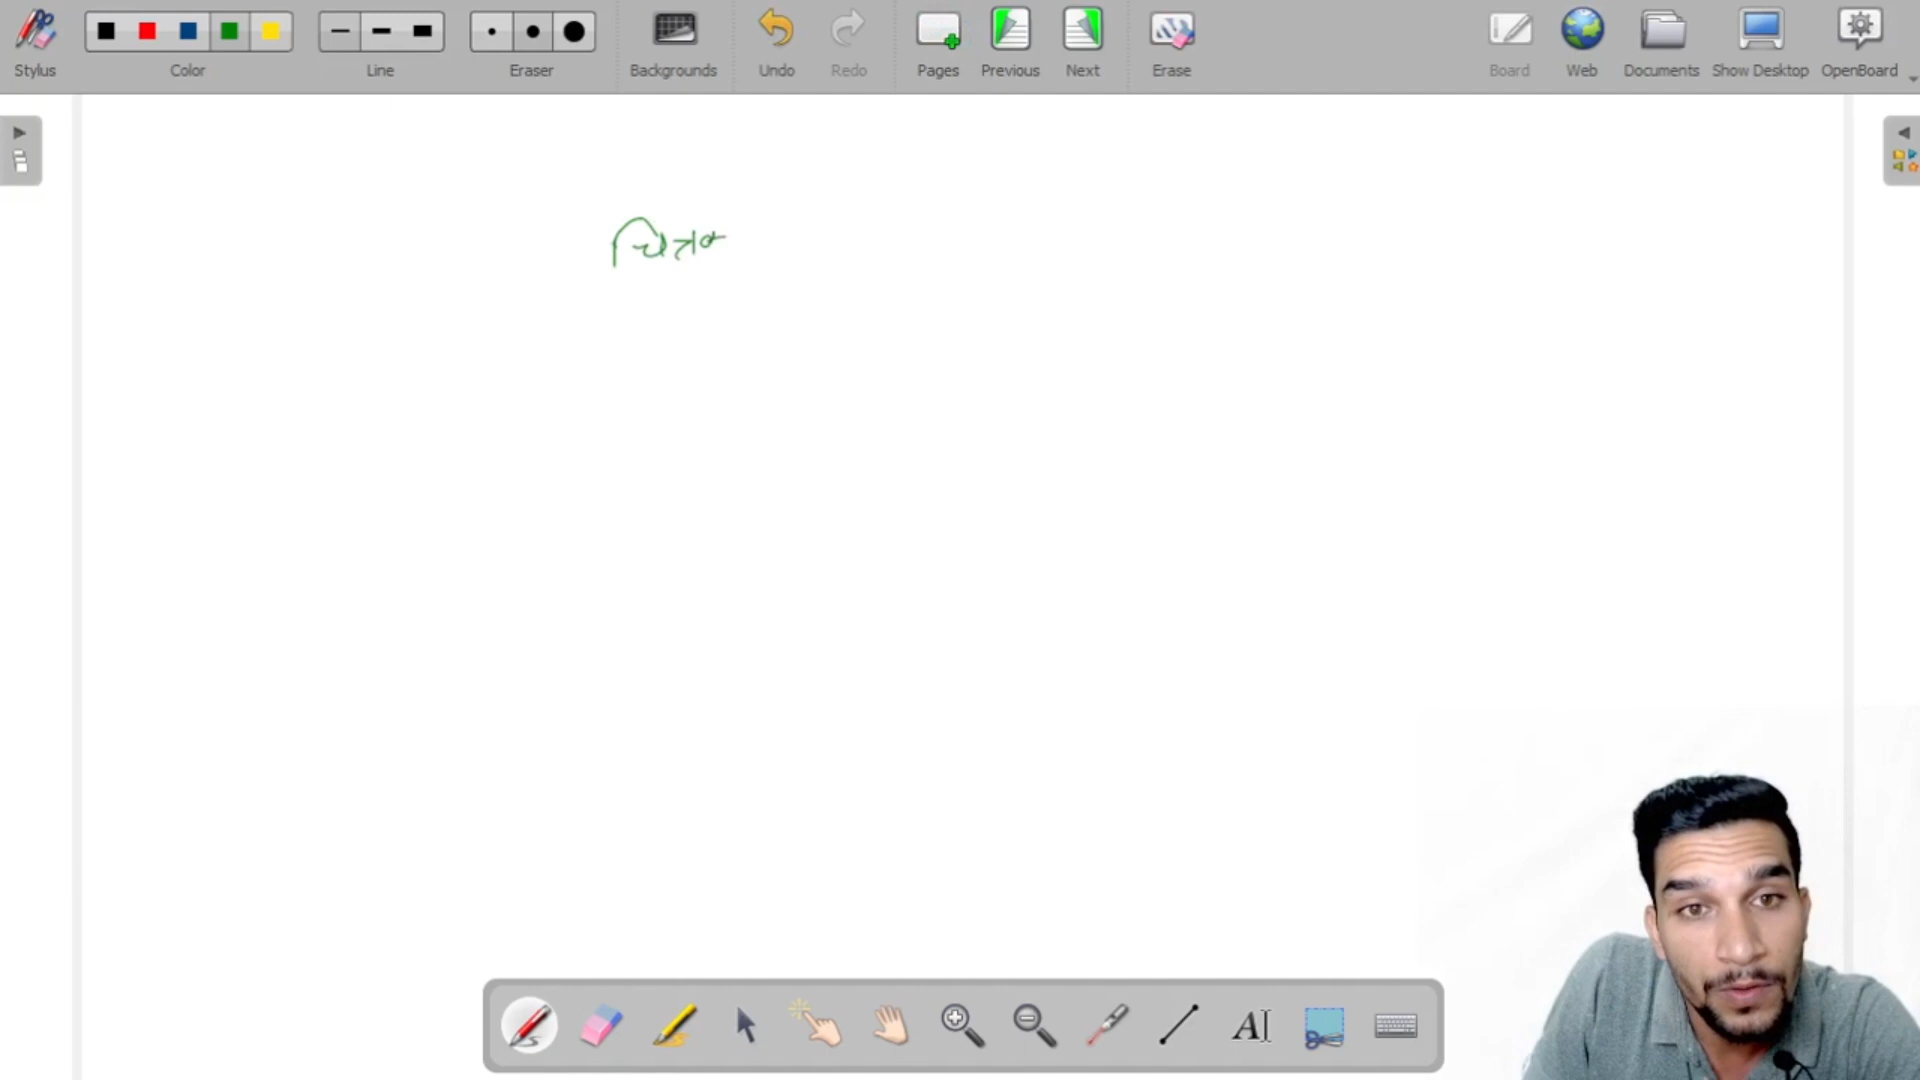 Stylus
Color
Line
Eraser
Backgrounds
Undo
Redo
Pages
Previous
Next
Erase
Board
Web
Documents
Show Desktop
OpenBoard